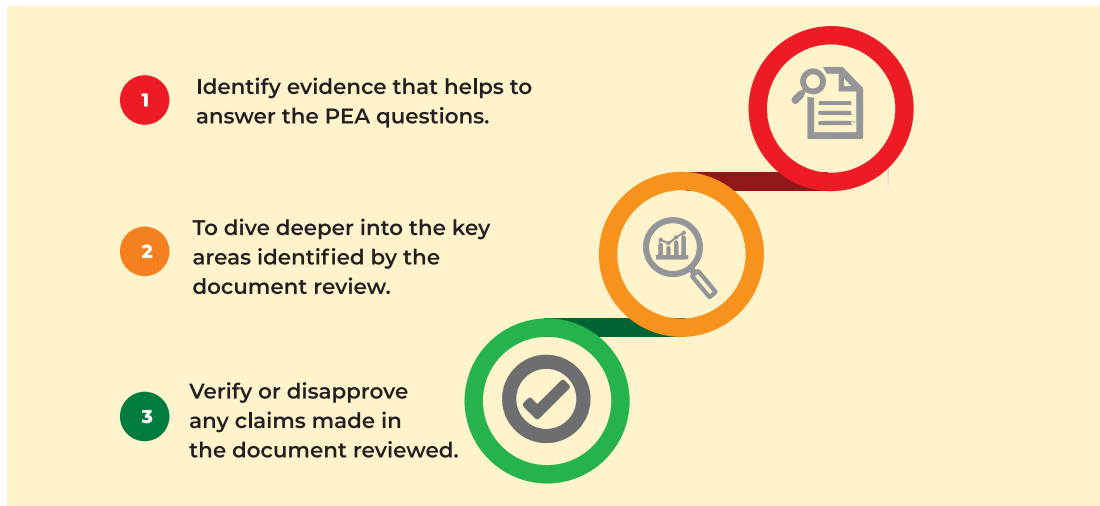 1
Identify evidence that helps to
answer the PEA questions.
2
To dive deeper into the key
areas identified by the
document review.
3
Verify or disapprove
any claims made in
the document reviewed.